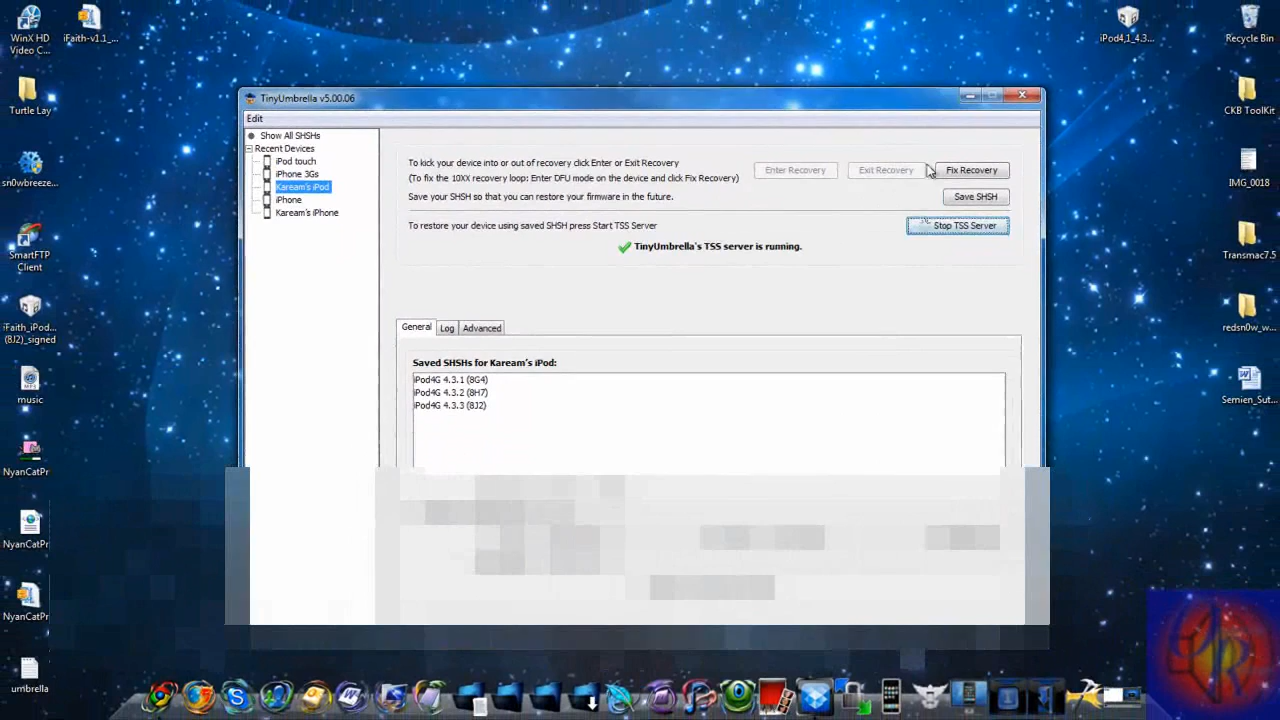 WinX HD
Video C...
iFaith-v1.1_...
iPod4,1_4.3...
Recycle Bin
Turtle Lay
CKB ToolKit
sn0wbreeze...
IMG_0018
SmartFTP
Client
Transmac7.5
iFaith_iPod...
(8J2)_signed
redsn0w_w...
music
Semien_Sut...
NyanCatPr
NyanCatPr
NyanCatPr
umbrella
TinyUmbrella v5.00.06
Edit
Show All SHSHs
Recent Devices
iPod touch
iPhone 3Gs
Kaream's iPod
iPhone
Kaream's iPhone
To kick your device into or out of recovery click Enter or Exit Recovery
(To fix the 10XX recovery loop: Enter DFU mode on the device and click Fix Recovery)
Enter Recovery
Exit Recovery
Fix Recovery
Save your SHSH so that you can restore your firmware in the future.
Save SHSH
To restore your device using saved SHSH press Start TSS Server
Stop TSS Server
TinyUmbrella's TSS server is running.
General
Log
Advanced
Saved SHSHs for Kaream's iPod:
iPod4G 4.3.1 (8G4)
iPod4G 4.3.2 (8H7)
iPod4G 4.3.3 (8J2)